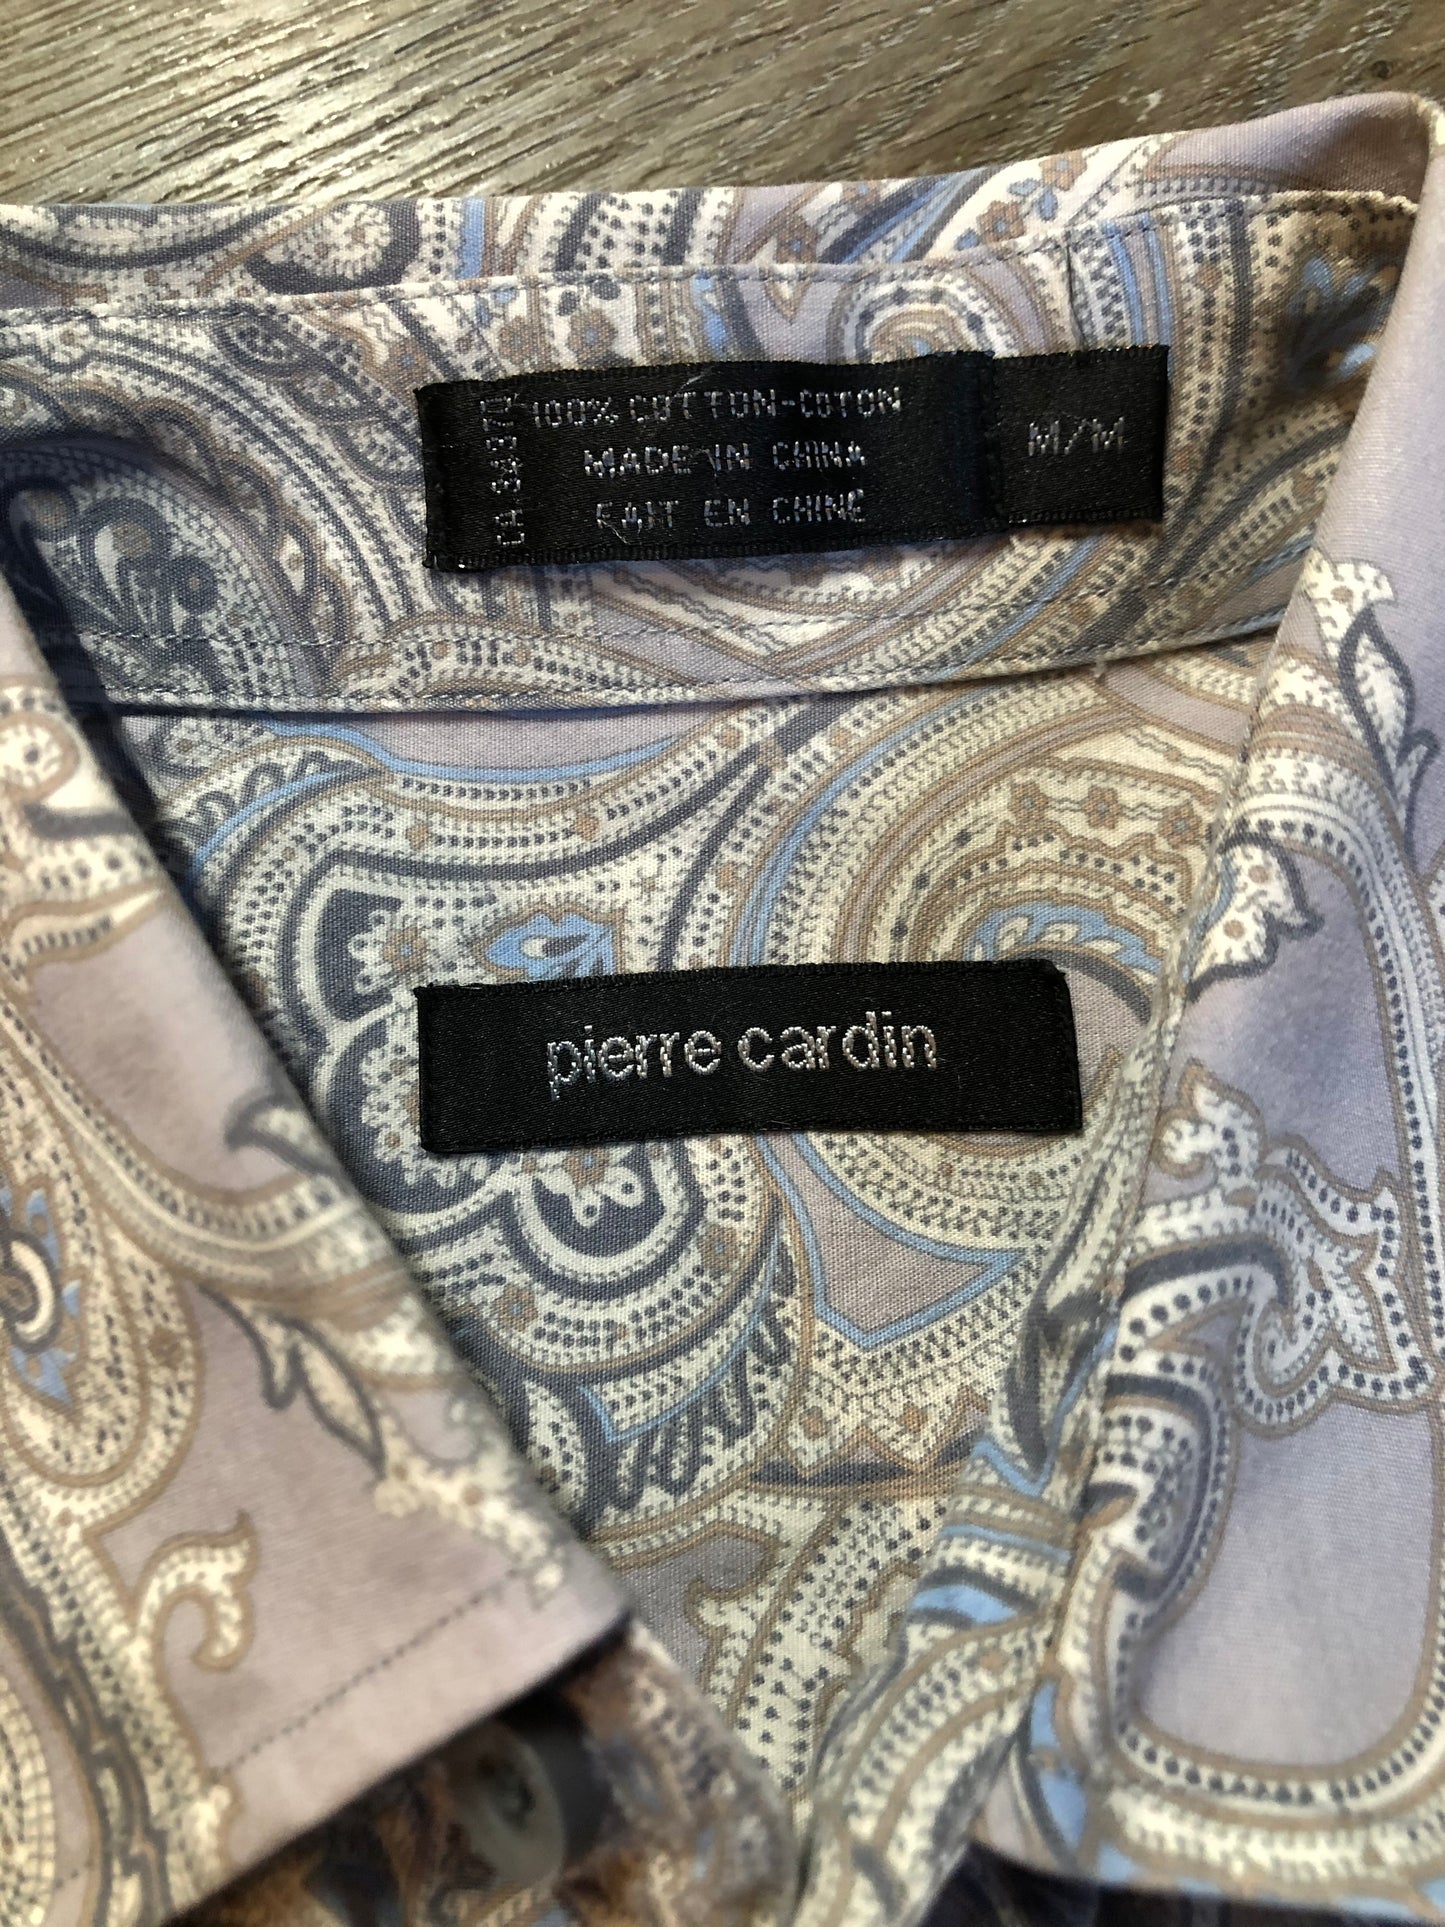 100% COTTON-COTON
MADE IN CHINA
FAIT EN CHINE
M/M
pierre cardin